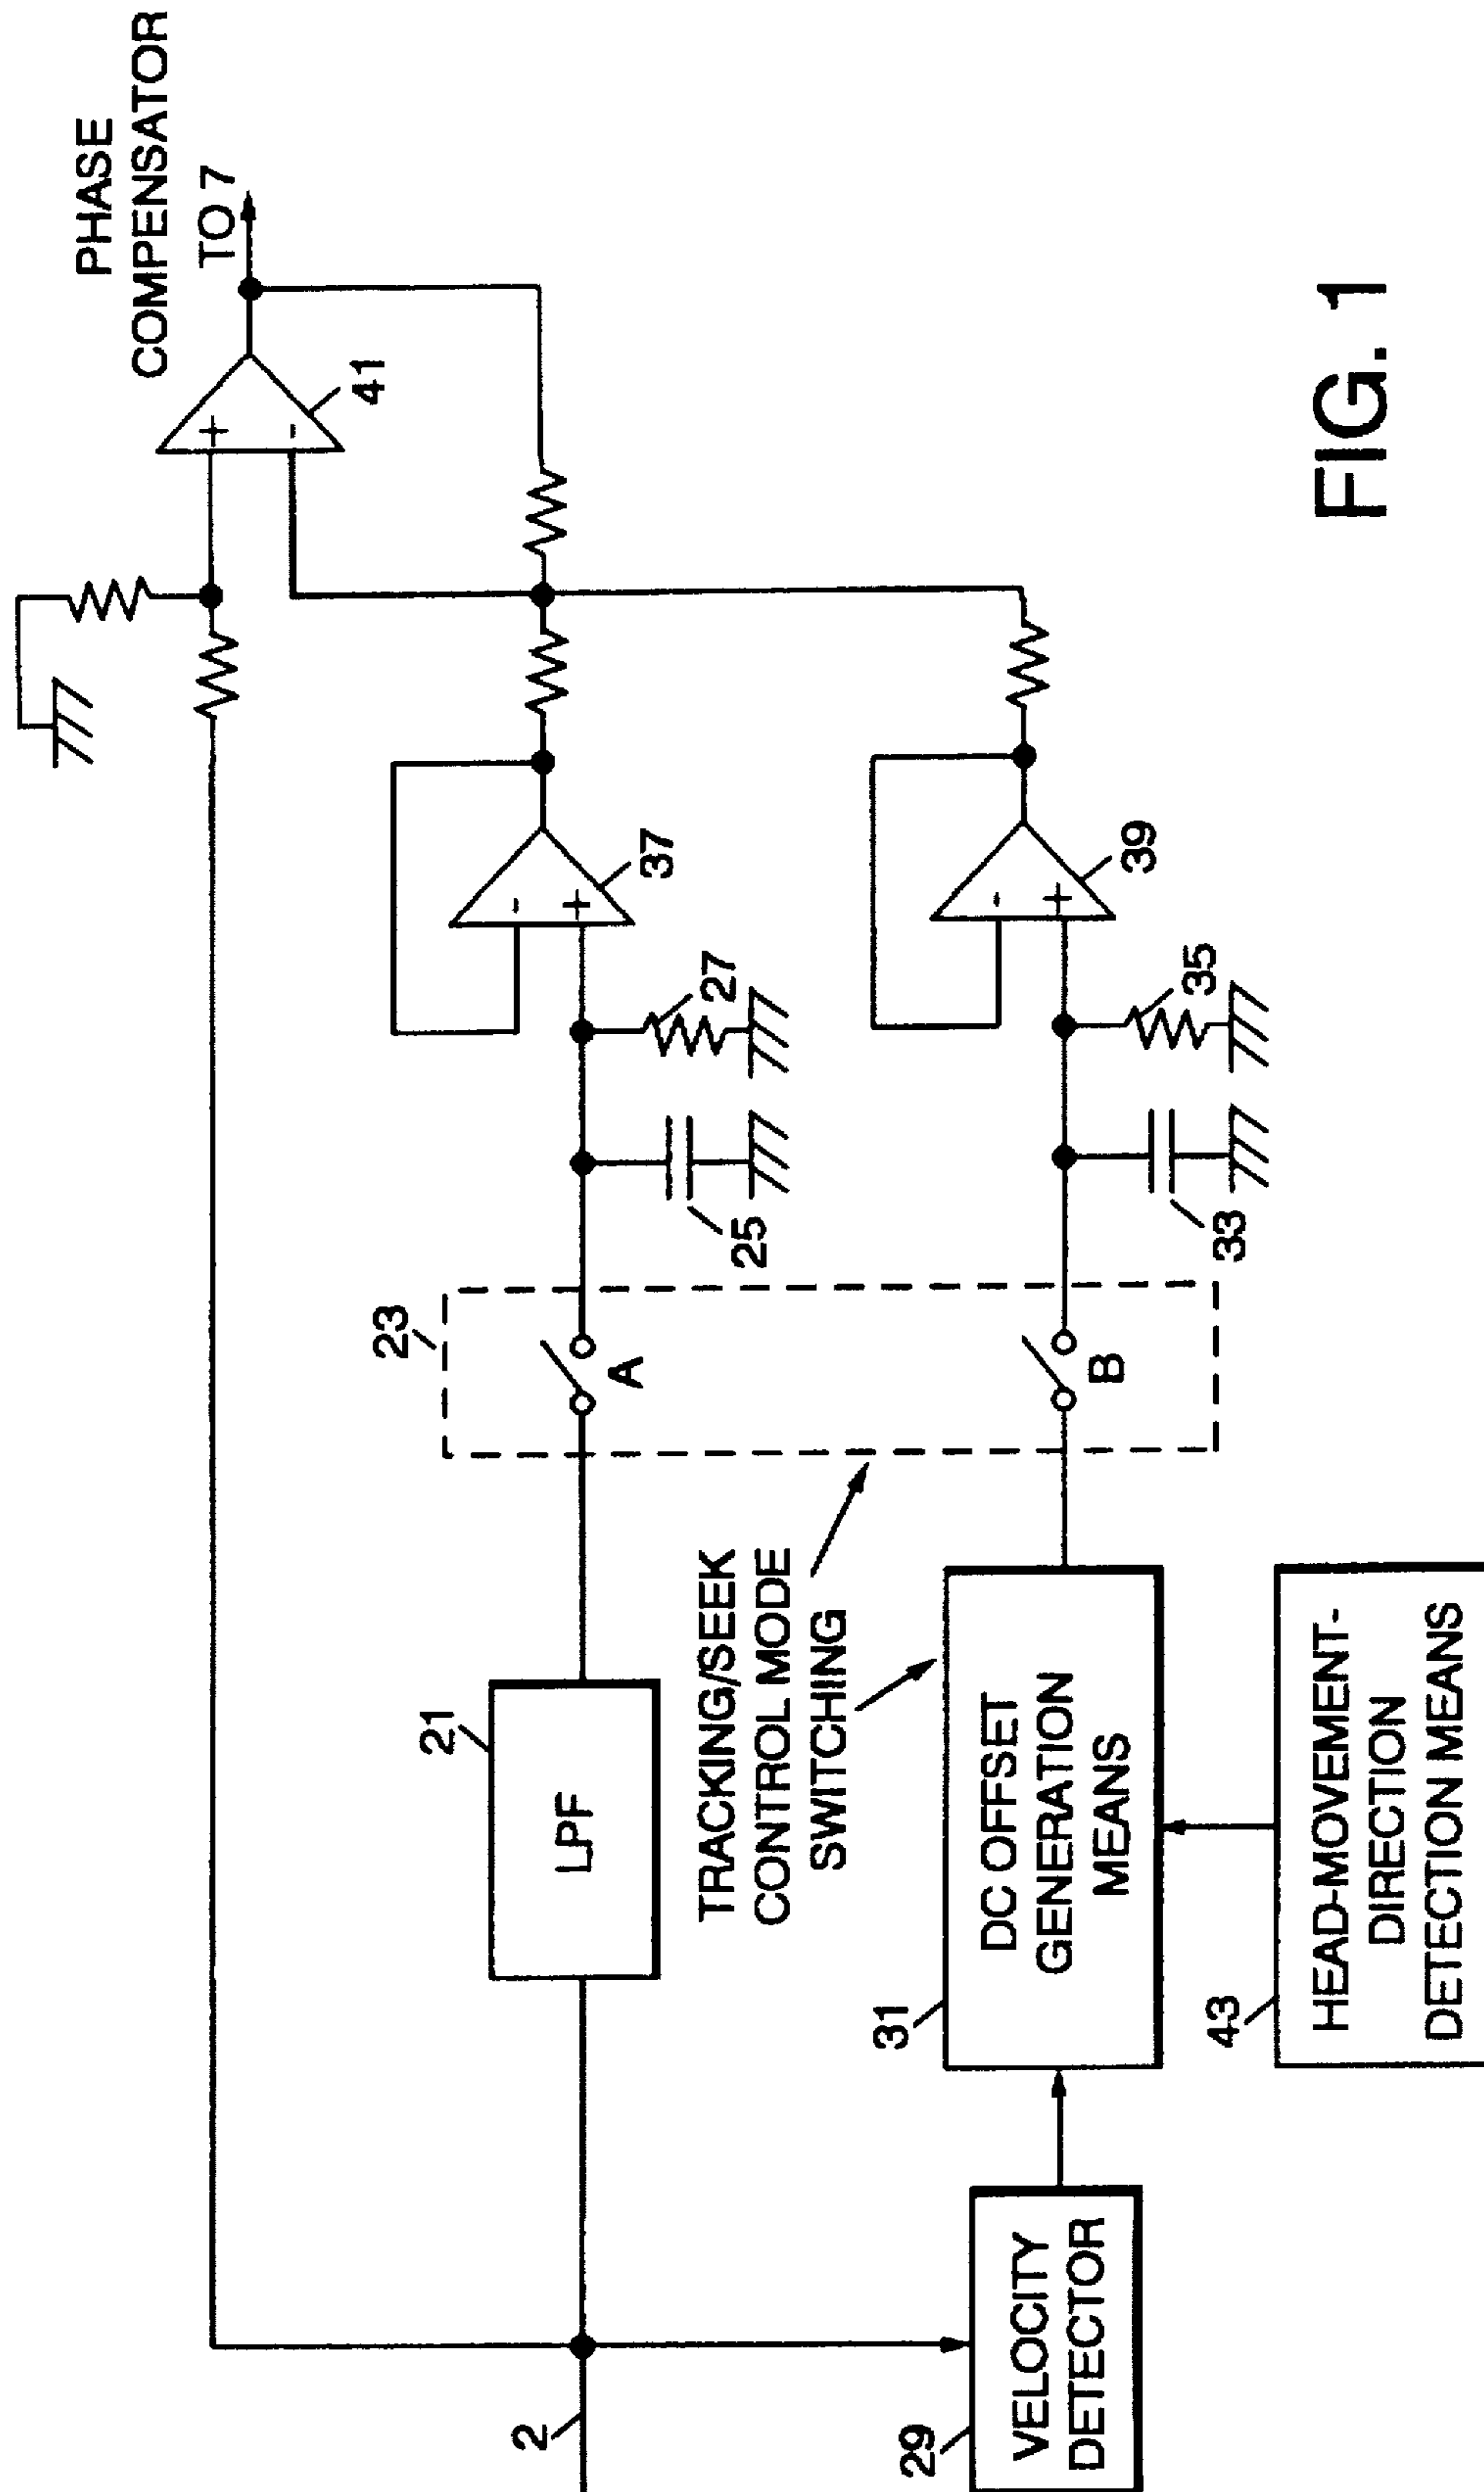 PHASE
COMPENSATOR
TO 7
+
-
41
-
+
37
27
25
23
A
21
LPF
2
-
+
39
35
33
B
TRACKING/SEEK
CONTROL MODE
SWITCHING
31
DC OFFSET
GENERATION
MEANS
29
VELOCITY
DETECTOR
43
HEAD-MOVEMENT-
DIRECTION
DETECTION MEANS
FIG. 1